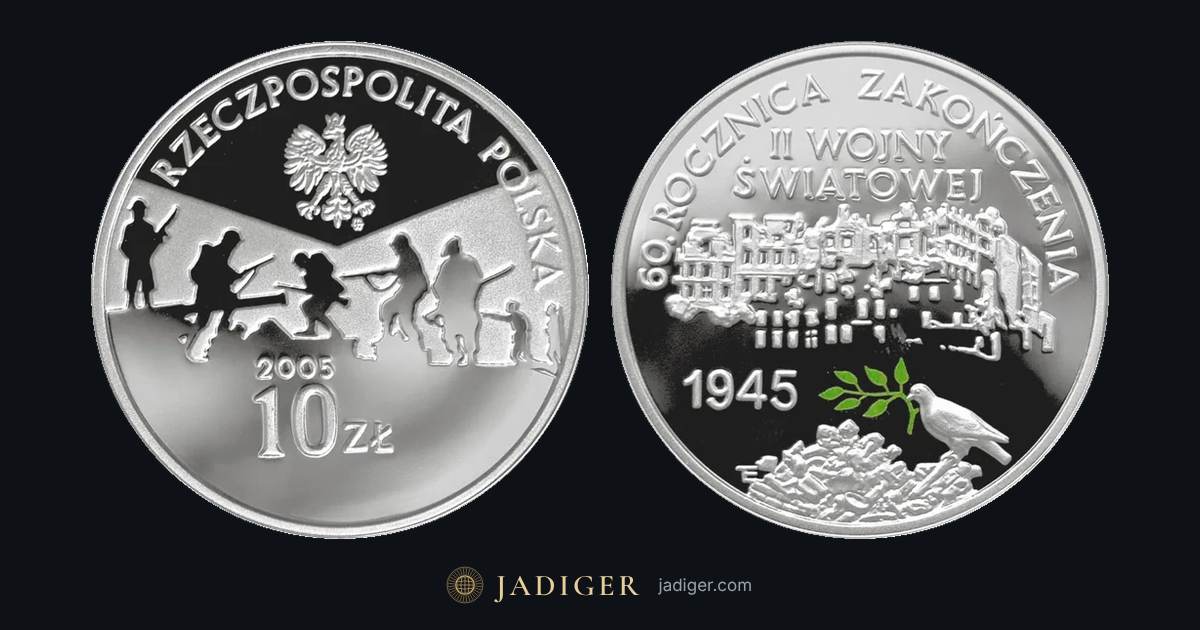 RZECZPOSPOLITA POLSKA
2005
10 ZŁ
60. ROCZNICA ZAKOŃCZENIA
II WOJNY
ŚWIATOWEJ
1945
JADIGER jadiger.com